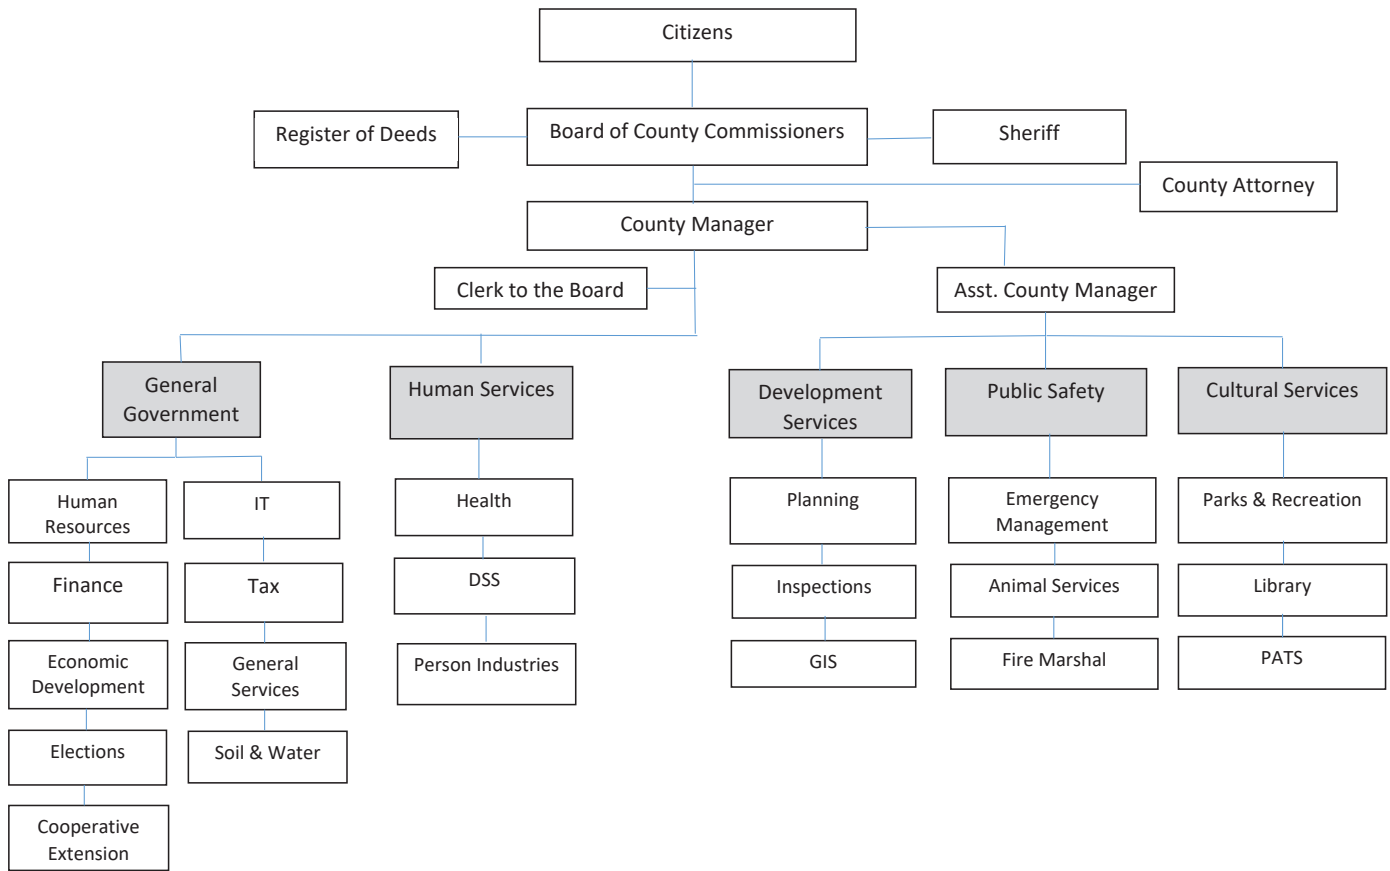 Citizens
Register of Deeds
Board of County Commissioners
Sheriff
County Attorney
County Manager
Clerk to the Board
Asst. County Manager
General
Government
Human Services
Development
Services
Public Safety
Cultural Services
Human
Resources
IT
Health
Planning
Emergency
Management
Parks & Recreation
Finance
Tax
DSS
Inspections
Animal Services
Library
Economic
Development
General
Services
Person Industries
GIS
Fire Marshal
PATS
Elections
Soil & Water
Cooperative
Extension